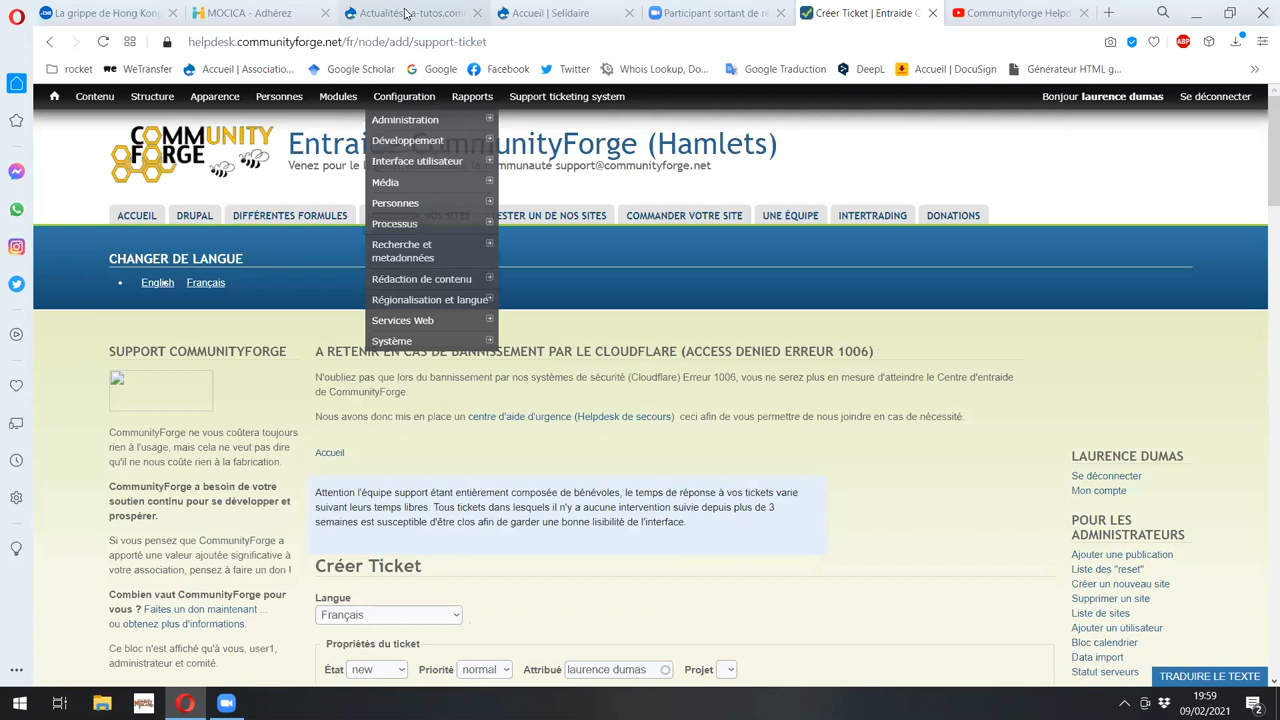 La grippe de Hong Kong
MOCICA - Adhérez
Accueil | Selidaire
Participant sortant de ré
Créer Ticket | Entraide C
Communityforge Helpd
helpdesk.communityforge.net/fr/node/add/support-ticket
rocket
WeTransfer
Accueil | Associatio...
Google Scholar
Google
Facebook
Twitter
Whois Lookup, Do...
Google Traduction
DeepL
Accueil | DocuSign
Générateur HTML g...
Contenu
Structure
Apparence
Personnes
Modules
Configuration
Rapports
Support ticketing system
Bonjour laurence dumas
Se déconnecter
Administration
Développement
Interface utilisateur
Média
Personnes
Processus
Recherche et
metadonnées
Rédaction de contenu
Régionalisation et langue
Services Web
Système
COMMUNITY
FORGE
CommunityForge (Hamlets)
Venez pour le
communauté support@communityforge.net
ACCUEIL
DRUPAL
DIFFÉRENTES FORMULES
NOS SITES
ESTER UN DE NOS SITES
COMMANDER VOTRE SITE
UNE ÉQUIPE
INTERTRADING
DONATIONS
CHANGER DE LANGUE
English
Français
SUPPORT COMMUNITYFORGE
CommunityForge ne vous coûtera toujours
rien à l'usage, mais cela ne veut pas dire
qu'il ne nous coûte rien à la fabrication.
CommunityForge a besoin de votre
soutien continu pour se développer et
prospérer.
Si vous pensez que CommunityForge a
apporté une valeur ajoutée significative à
votre association, pensez à faire un don !
Combien vaut CommunityForge pour
vous ? Faites un don maintenant ...
ou obtenez plus d'informations.
Ce bloc n'est affiché qu'à vous, user1,
administrateur et comité.
A RETENIR EN CAS DE BANNISSEMENT PAR LE CLOUDFLARE (ACCESS DENIED ERREUR 1006)
N'oubliez pas que lors du bannissement par nos systèmes de sécurité (Cloudflare) Erreur 1006, vous ne serez plus en mesure d'atteindre le Centre d'entraide
de CommunityForge.
Nous avons donc mis en place un centre d'aide d'urgence (Helpdesk de secours) ceci afin de vous permettre de nous joindre en cas de nécessité.
Accueil
Attention l'équipe support étant entièrement composée de bénévoles, le temps de réponse à vos tickets varie
suivant leurs temps libres. Tous tickets dans lesquels il n'y a aucune intervention suivie depuis plus de 3
semaines est susceptible d'être clos afin de garder une bonne lisibilité de l'interface.
Créer Ticket
Langue
Français
Propriétés du ticket
État
new
Priorité
normal
Attribué
laurence dumas
Projet
LAURENCE DUMAS
Se déconnecter
Mon compte
POUR LES
ADMINISTRATEURS
Ajouter une publication
Liste des "reset"
Créer un nouveau site
Supprimer un site
Liste de sites
Ajouter un utilisateur
Bloc calendrier
Data import
Statut serveurs
TRADUIRE LE TEXTE
19:59
09/02/2021
2